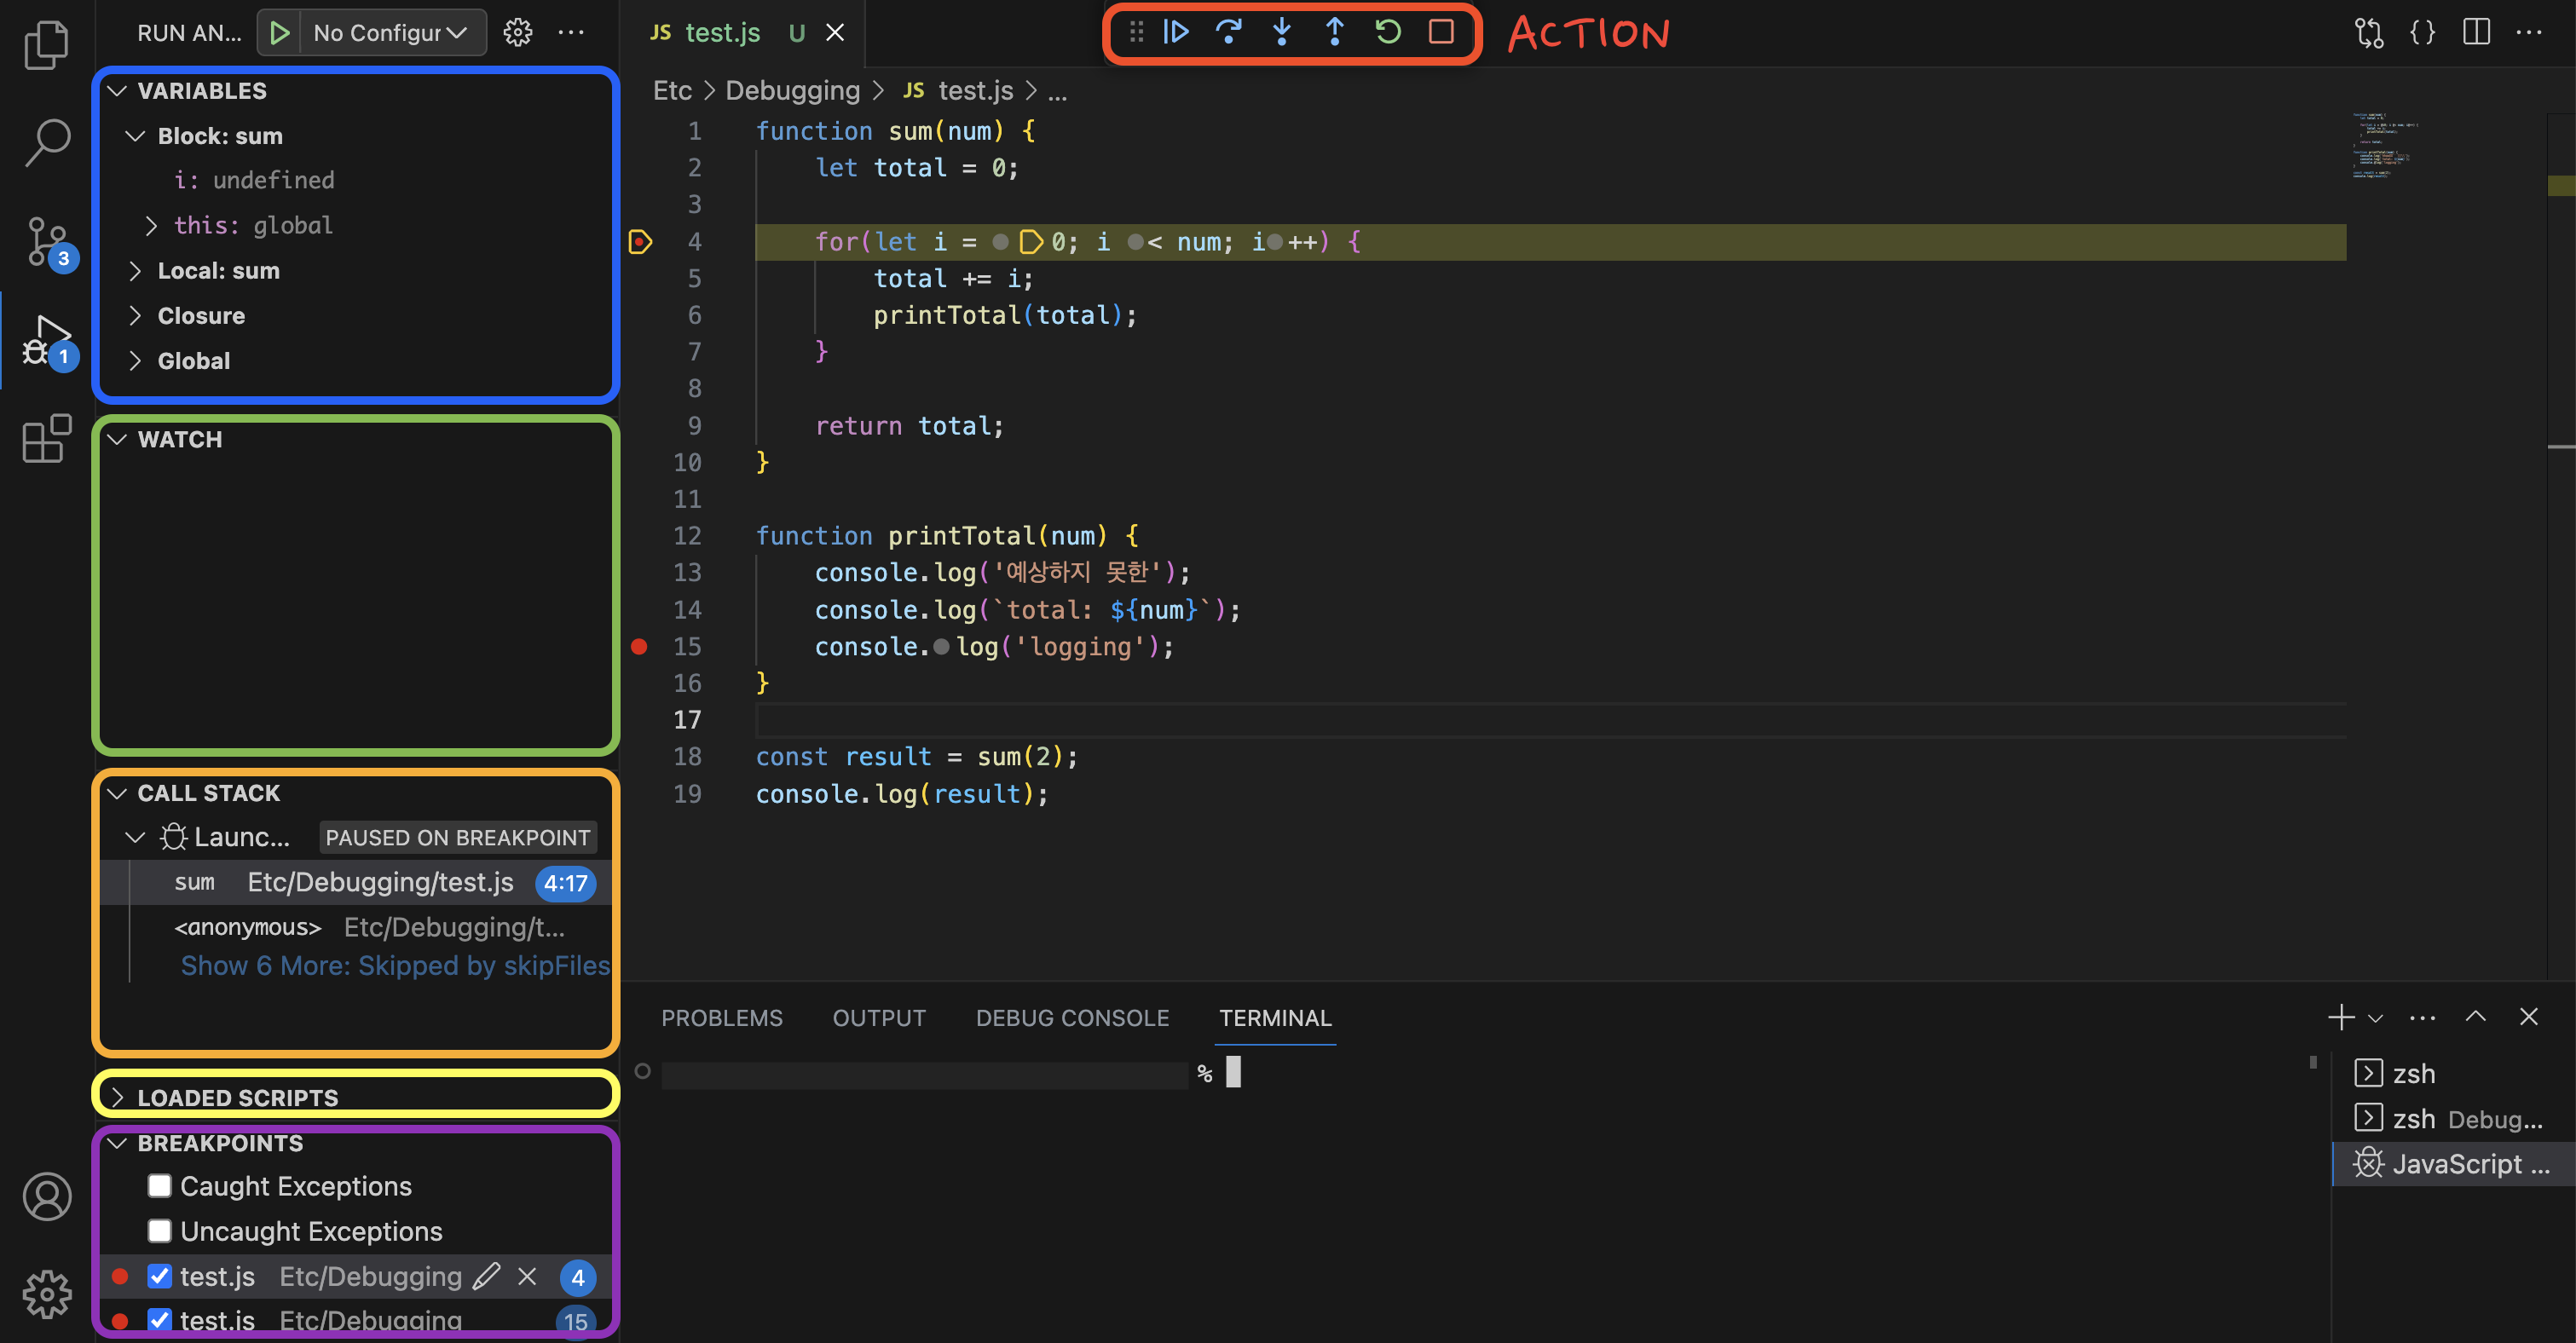 RUN AN... No Configur
JS test.js U
ACTION
VARIABLES
Block: sum
i: undefined
this: global
Local: sum
Closure
Global
WATCH
CALL STACK
Launc... PAUSED ON BREAKPOINT
sum Etc/Debugging/test.js 4:17
<anonymous> Etc/Debugging/t...
Show 6 More: Skipped by skipFiles
LOADED SCRIPTS
BREAKPOINTS
Caught Exceptions
Uncaught Exceptions
test.js Etc/Debugging 4
test.js Etc/Debugging 15
3
1
Etc > Debugging > JS test.js > ...
1 function sum(num) {
2 let total = 0;
3
4 for(let i = 0; i < num; i++) {
5 total += i;
6 printTotal(total);
7 }
8
9 return total;
10 }
11
12 function printTotal(num) {
13 console.log('예상하지 못한');
14 console.log(`total: ${num}`);
15 console.log('logging');
16 }
17
18 const result = sum(2);
19 console.log(result);
PROBLEMS OUTPUT DEBUG CONSOLE TERMINAL
%
zsh
zsh Debug...
JavaScript ...